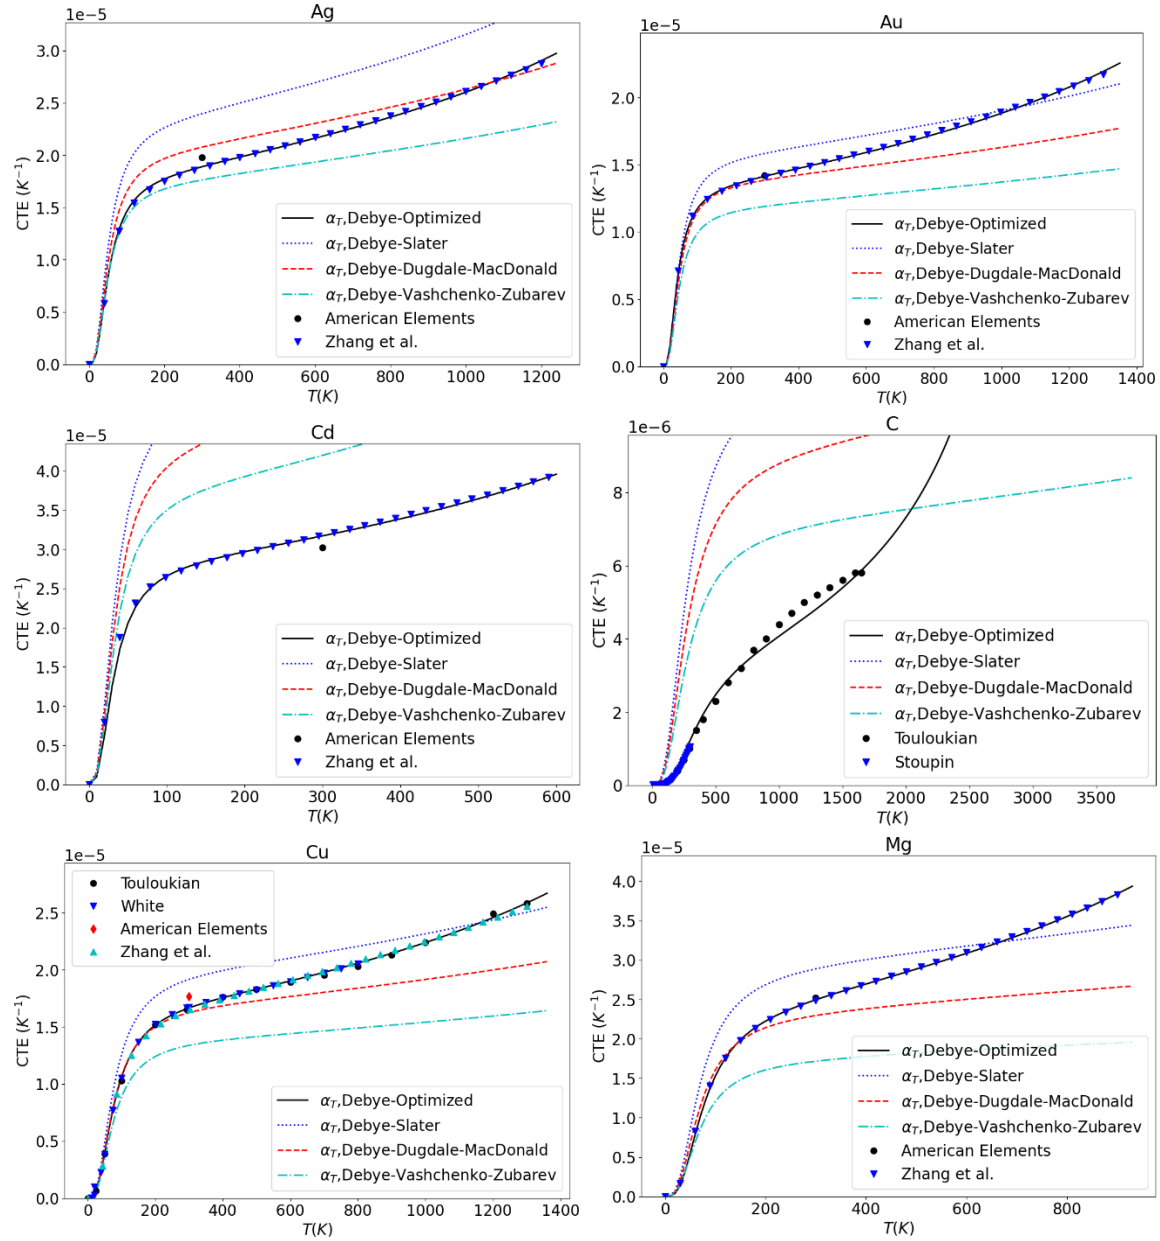 Ag
1e−5
CTE (K⁻¹)
3.0
2.5
2.0
1.5
1.0
0.5
0.0
α_T,Debye-Optimized
α_T,Debye-Slater
α_T,Debye-Dugdale-MacDonald
α_T,Debye-Vashchenko-Zubarev
American Elements
Zhang et al.
0 200 400 600 800 1000 1200
T(K)
Au
1e−5
CTE (K⁻¹)
2.0
1.5
1.0
0.5
0.0
α_T,Debye-Optimized
α_T,Debye-Slater
α_T,Debye-Dugdale-MacDonald
α_T,Debye-Vashchenko-Zubarev
American Elements
Zhang et al.
0 200 400 600 800 1000 1200 1400
T(K)
Cd
1e−5
CTE (K⁻¹)
4.0
3.5
3.0
2.5
2.0
1.5
1.0
0.5
0.0
α_T,Debye-Optimized
α_T,Debye-Slater
α_T,Debye-Dugdale-MacDonald
α_T,Debye-Vashchenko-Zubarev
American Elements
Zhang et al.
0 100 200 300 400 500 600
T(K)
C
1e−6
CTE (K⁻¹)
8
6
4
2
0
α_T,Debye-Optimized
α_T,Debye-Slater
α_T,Debye-Dugdale-MacDonald
α_T,Debye-Vashchenko-Zubarev
Touloukian
Stoupin
0 500 1000 1500 2000 2500 3000 3500
T(K)
Cu
1e−5
CTE (K⁻¹)
2.5
2.0
1.5
1.0
0.5
0.0
Touloukian
White
American Elements
Zhang et al.
α_T,Debye-Optimized
α_T,Debye-Slater
α_T,Debye-Dugdale-MacDonald
α_T,Debye-Vashchenko-Zubarev
0 200 400 600 800 1000 1200 1400
T(K)
Mg
1e−5
CTE (K⁻¹)
4.0
3.5
3.0
2.5
2.0
1.5
1.0
0.5
0.0
α_T,Debye-Optimized
α_T,Debye-Slater
α_T,Debye-Dugdale-MacDonald
α_T,Debye-Vashchenko-Zubarev
American Elements
Zhang et al.
0 200 400 600 800
T(K)